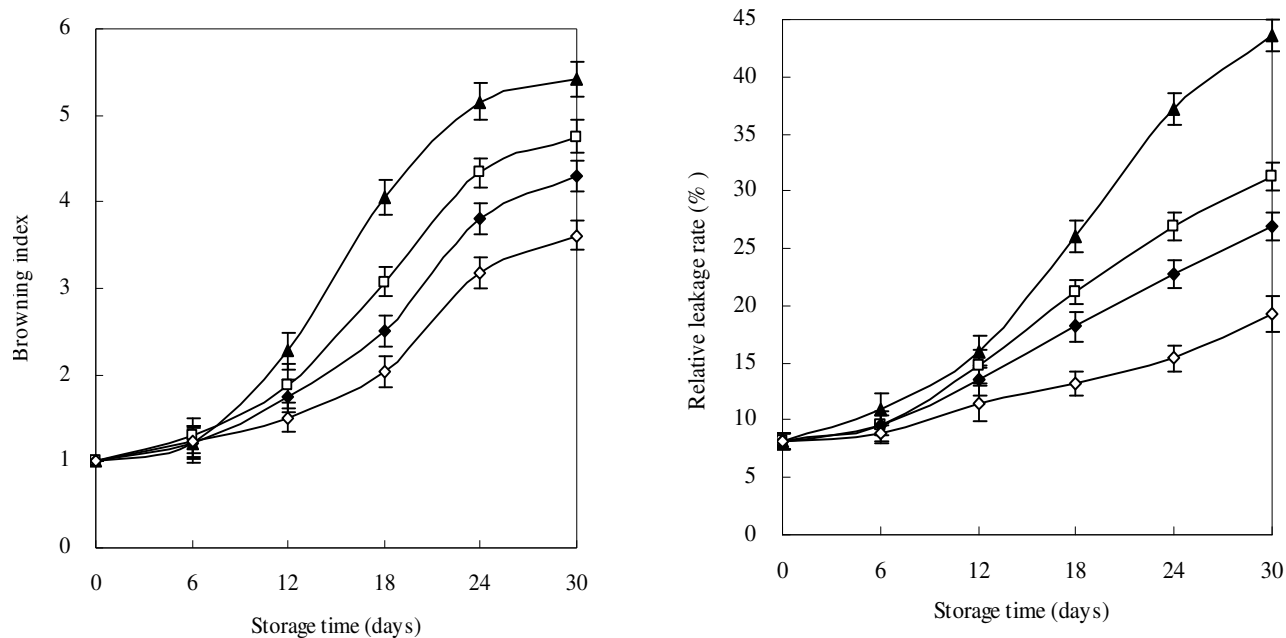 6
5
4
3
2
1
0
Browning index
0 6 12 18 24 30
Storage time (days)
45
40
35
30
25
20
15
10
5
0
Relative leakage rate (%)
0 6 12 18 24 30
Storage time (days)